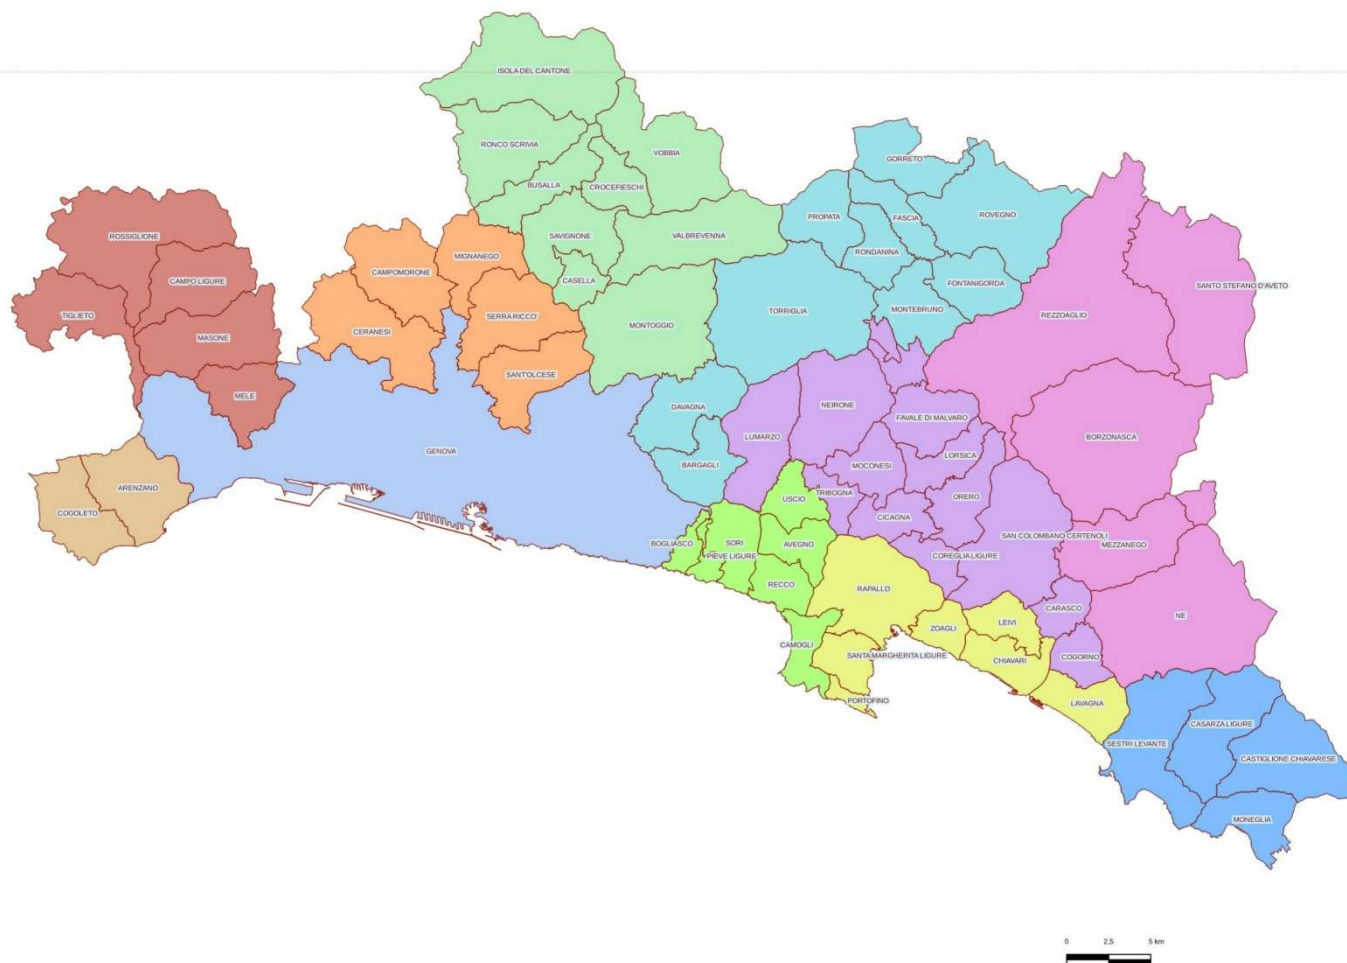 ISOLA DEL CANTONE
RONCO SCRIVIA
VOBBIA
GORRETO
BUSALLA
CROCEFIESCHI
PROPATA
FASCIA
ROVEGNO
ROSSIGLIONE
SAVIGNONE
VALBREVENNA
MIGNANEGO
RONDANINA
CAMPOMORONE
CAMPO LIGURE
CASELLA
FONTANIGORDA
SANTO STEFANO D'AVETO
TIGLIETO
SERRA RICCO'
MONTOGGIO
TORRIGLIA
MONTEBRUNO
REZZOAGLIO
CERANESI
MASONE
SANT'OLCESE
MELE
DAVAGNA
NEIRONE
FAVALE DI MALVARO
LUMARZO
BORZONASCA
GENOVA
LORSICA
BARGAGLI
MOCONESI
ARENZANO
TRIBOGNA
USCIO
ORERO
COGOLETO
CICAGNA
SAN COLOMBANO CERTENOLI
BOGLIASCO
SORI
AVEGNO
MEZZANEGO
PIEVE LIGURE
COREGLIA LIGURE
RECCO
RAPALLO
CARASCO
NE
ZOAGLI
LEIVI
CAMOGLI
SANTA MARGHERITA LIGURE
CHIAVARI
COGORNO
PORTOFINO
LAVAGNA
CASARZA LIGURE
SESTRI LEVANTE
CASTIGLIONE CHIAVARESE
MONEGLIA
0 2.5 5 km